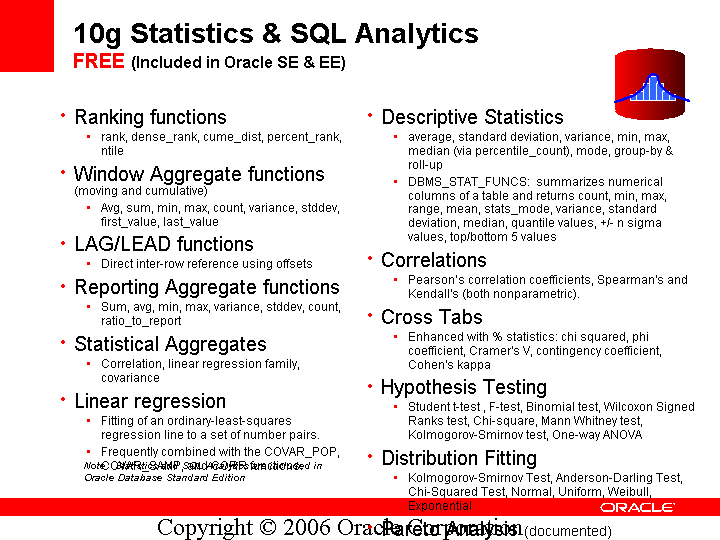 10g Statistics & SQL Analytics
FREE (Included in Oracle SE & EE)
• Ranking functions
• rank, dense_rank, cume_dist, percent_rank,
ntile
• Window Aggregate functions
(moving and cumulative)
• Avg, sum, min, max, count, variance, stddev,
first_value, last_value
• LAG/LEAD functions
• Direct inter-row reference using offsets
• Reporting Aggregate functions
• Sum, avg, min, max, variance, stddev, count,
ratio_to_report
• Statistical Aggregates
• Correlation, linear regression family,
covariance
• Linear regression
• Fitting of an ordinary-least-squares
regression line to a set of number pairs.
• Frequently combined with the COVAR_POP,
COVAR_SAMP, and CORR functions.
Note: Statistics and SQL Analytics are included in
Oracle Database Standard Edition
• Descriptive Statistics
• average, standard deviation, variance, min, max,
median (via percentile_count), mode, group-by &
roll-up
• DBMS_STAT_FUNCS: summarizes numerical
columns of a table and returns count, min, max,
range, mean, stats_mode, variance, standard
deviation, median, quantile values, +/- n sigma
values, top/bottom 5 values
• Correlations
• Pearson's correlation coefficients, Spearman's and
Kendall's (both nonparametric).
• Cross Tabs
• Enhanced with % statistics: chi squared, phi
coefficient, Cramer's V, contingency coefficient,
Cohen's kappa
• Hypothesis Testing
• Student t-test , F-test, Binomial test, Wilcoxon Signed
Ranks test, Chi-square, Mann Whitney test,
Kolmogorov-Smirnov test, One-way ANOVA
• Distribution Fitting
• Kolmogorov-Smirnov Test, Anderson-Darling Test,
Chi-Squared Test, Normal, Uniform, Weibull,
Exponential
• Pareto Analysis (documented)
ORACLE
Copyright © 2006 Oracle Corporation